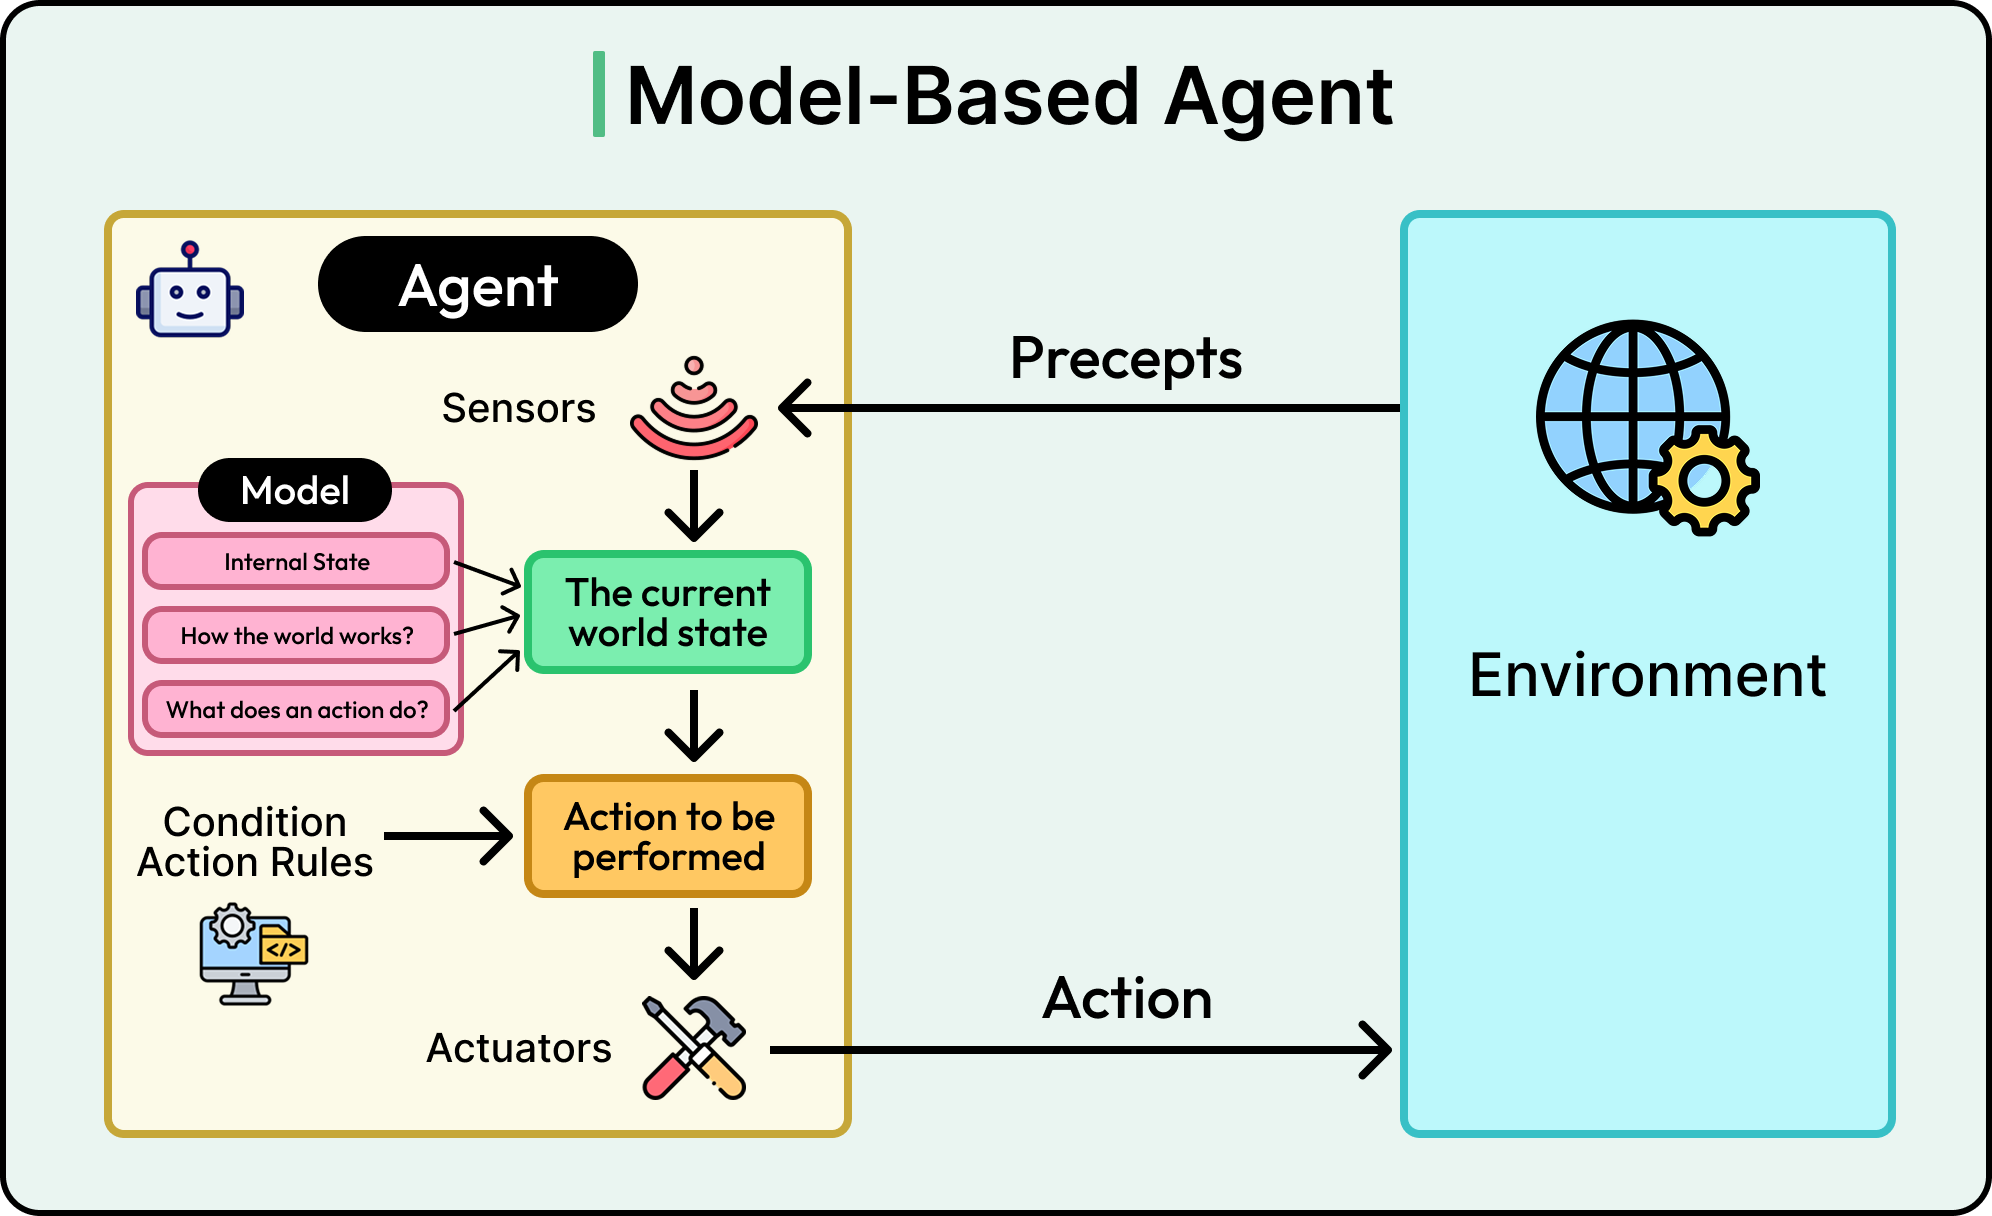 Model-Based Agent
Agent
Sensors
Precepts
Model
Internal State
How the world works?
What does an action do?
The current
world state
Environment
Condition
Action Rules
Action to be
performed
</>
Actuators
Action